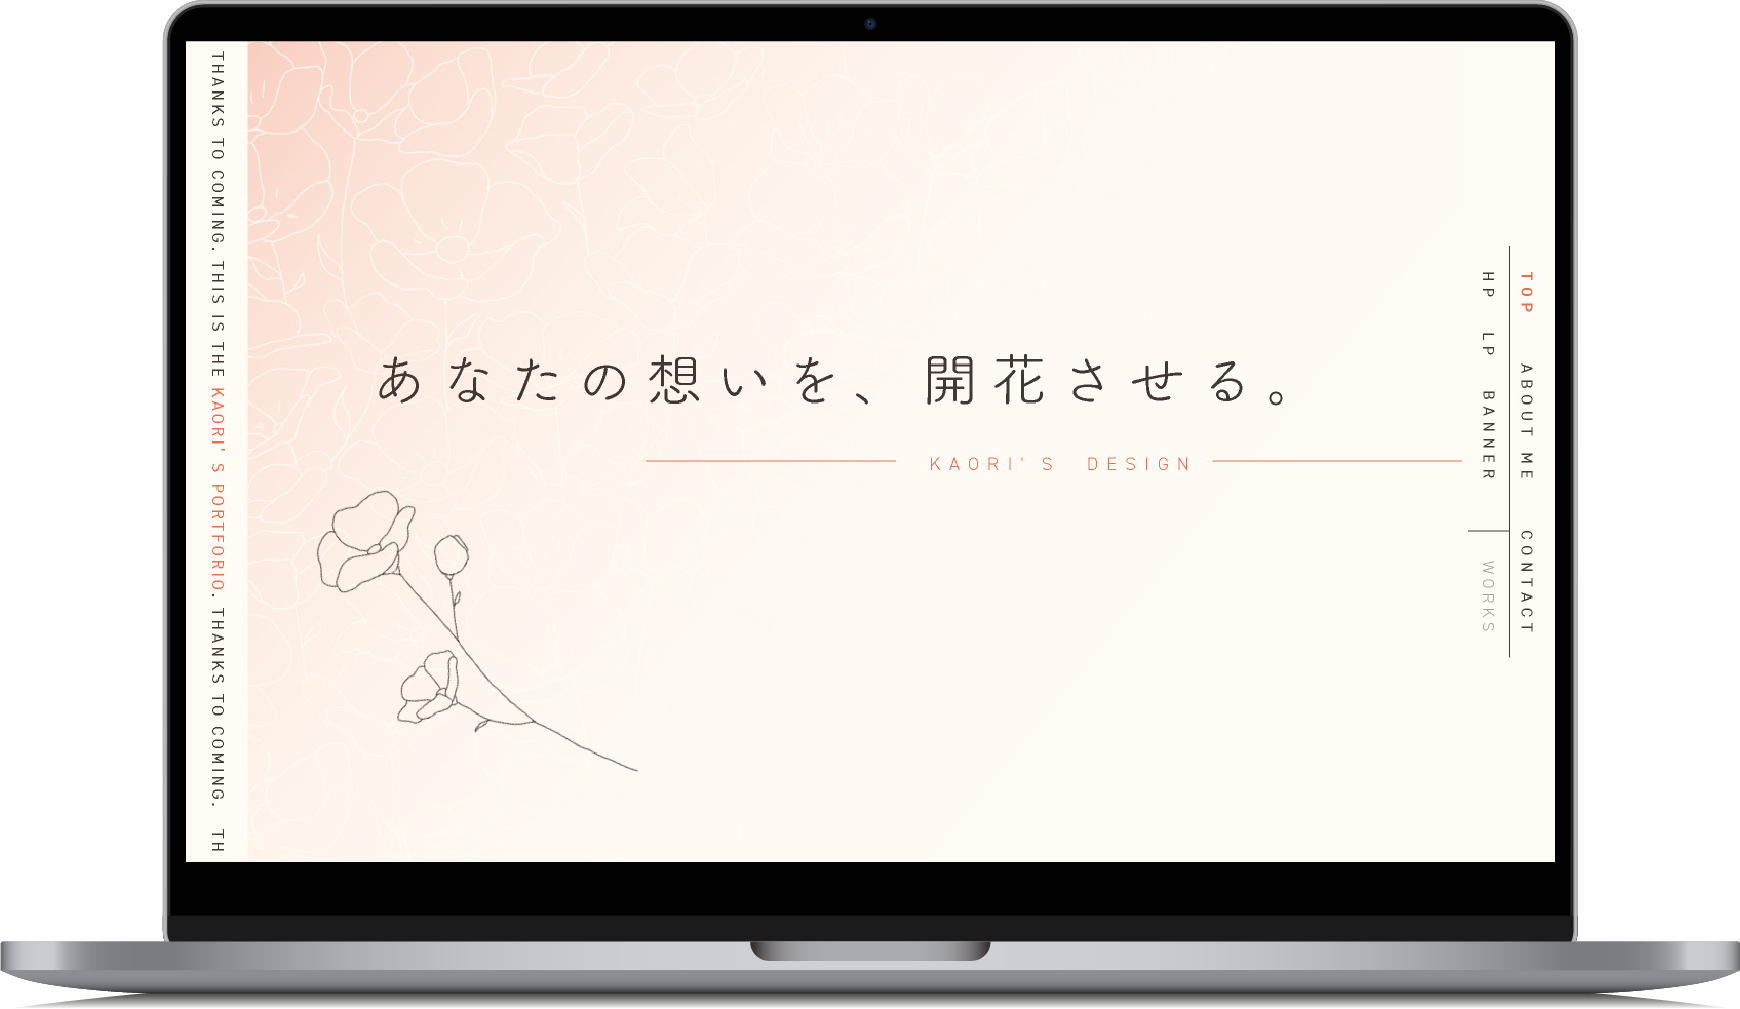 THANKS TO COMING. THIS IS THE KAORI'S PORTFORIO. THANKS TO COMING. TH
あなたの想いを、開花させる。
KAORI'S DESIGN
TOP ABOUT ME CONTACT
HP LP BANNER WORKS